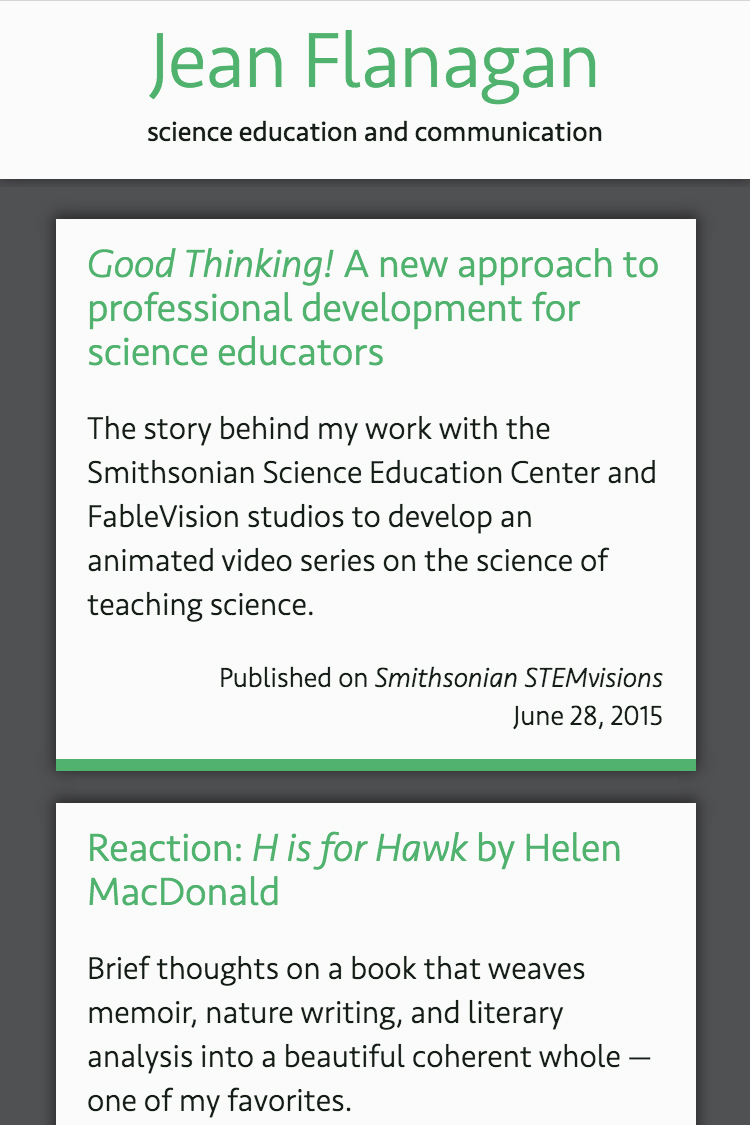 Jean Flanagan
science education and communication
Good Thinking! A new approach to
professional development for
science educators
The story behind my work with the
Smithsonian Science Education Center and
FableVision studios to develop an
animated video series on the science of
teaching science.
Published on Smithsonian STEMvisions
June 28, 2015
Reaction: H is for Hawk by Helen
MacDonald
Brief thoughts on a book that weaves
memoir, nature writing, and literary
analysis into a beautiful coherent whole —
one of my favorites.